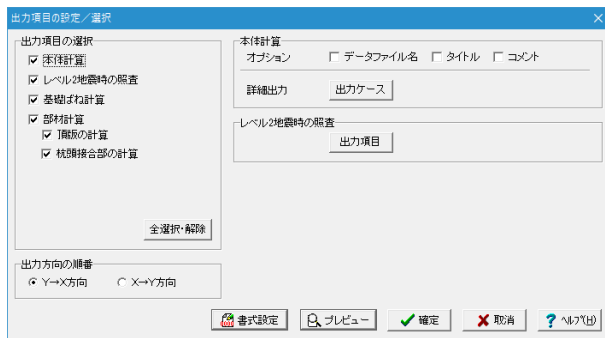 出力項目の設定／選択
出力項目の選択
本体計算
レベル2地震時の照査
基礎ばね計算
部材計算
頂版の計算
杭頭接合部の計算
全選択・解除
出力方向の順番
Y→X方向 X→Y方向
本体計算
オプション データファイル名 タイトル コメント
詳細出力 出力ケース
レベル2地震時の照査
出力項目
書式設定 プレビュー 確定 取消 ヘルプ(H)